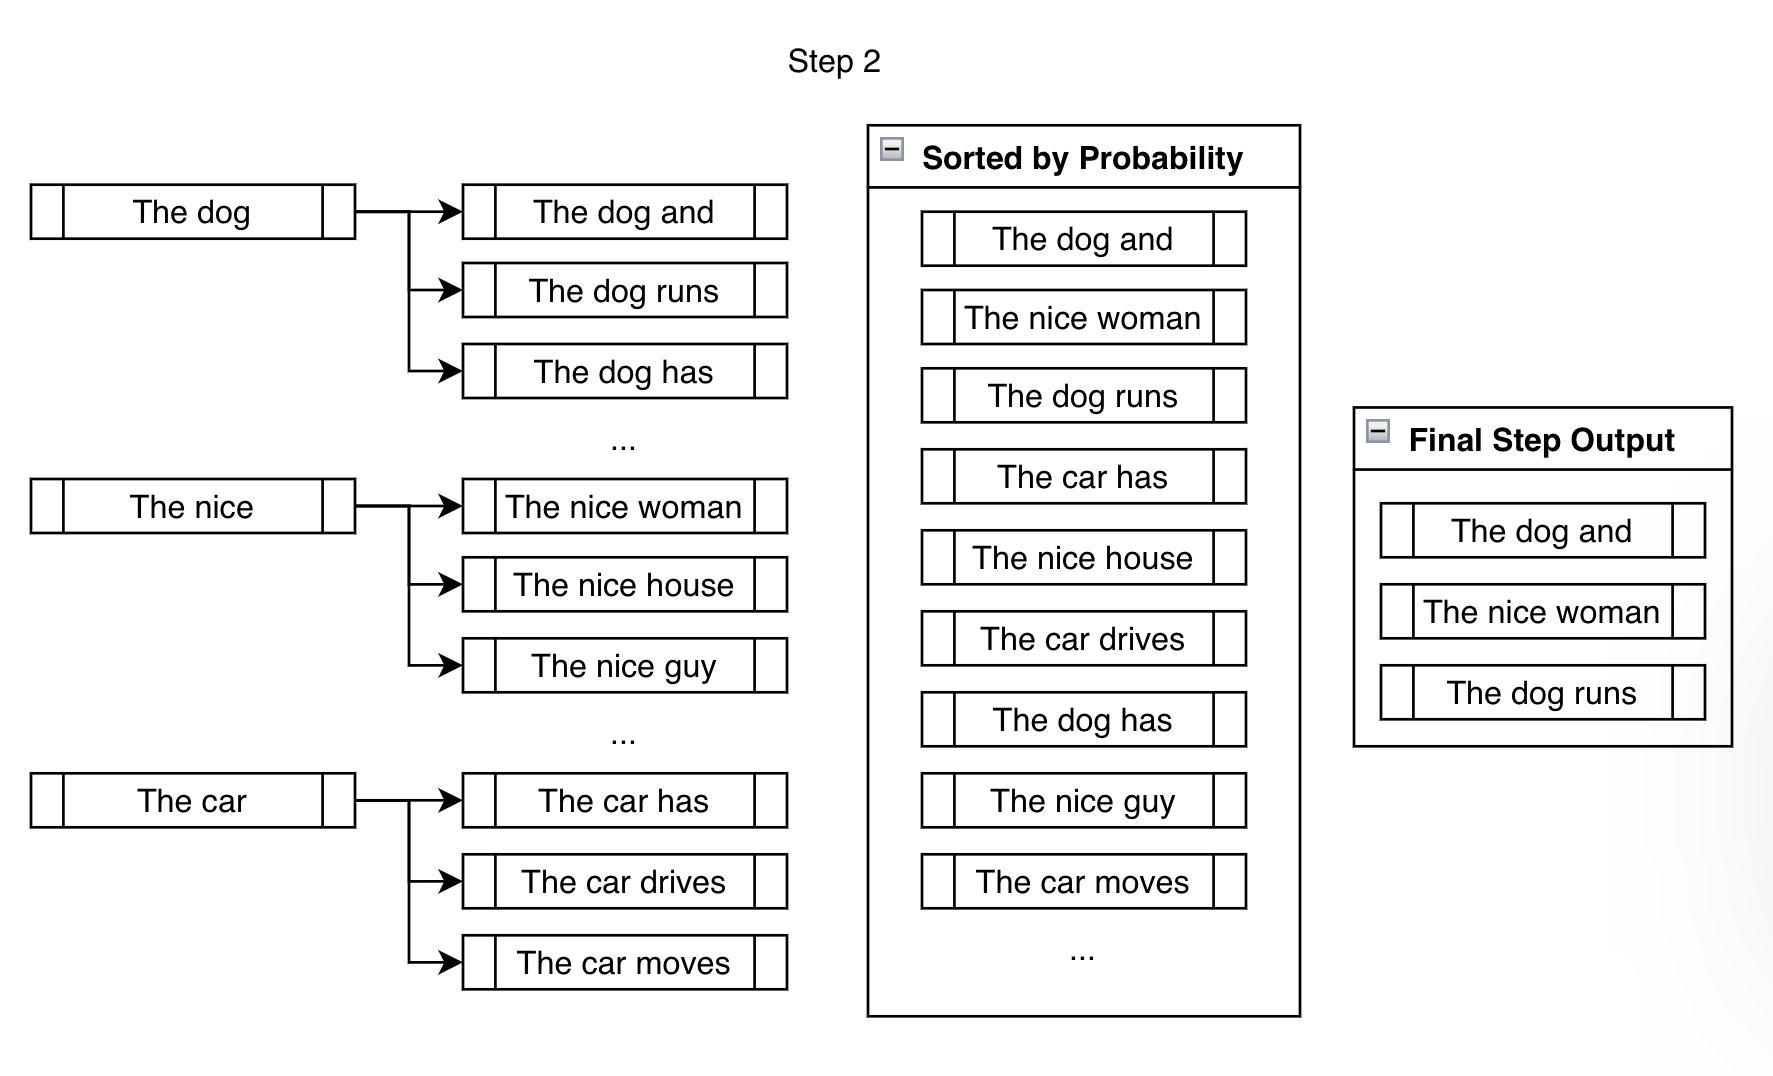 Step 2
The dog
The dog and
The dog runs
The dog has
...
The nice
The nice woman
The nice house
The nice guy
...
The car
The car has
The car drives
The car moves
Sorted by Probability
The dog and
The nice woman
The dog runs
The car has
The nice house
The car drives
The dog has
The nice guy
The car moves
...
Final Step Output
The dog and
The nice woman
The dog runs